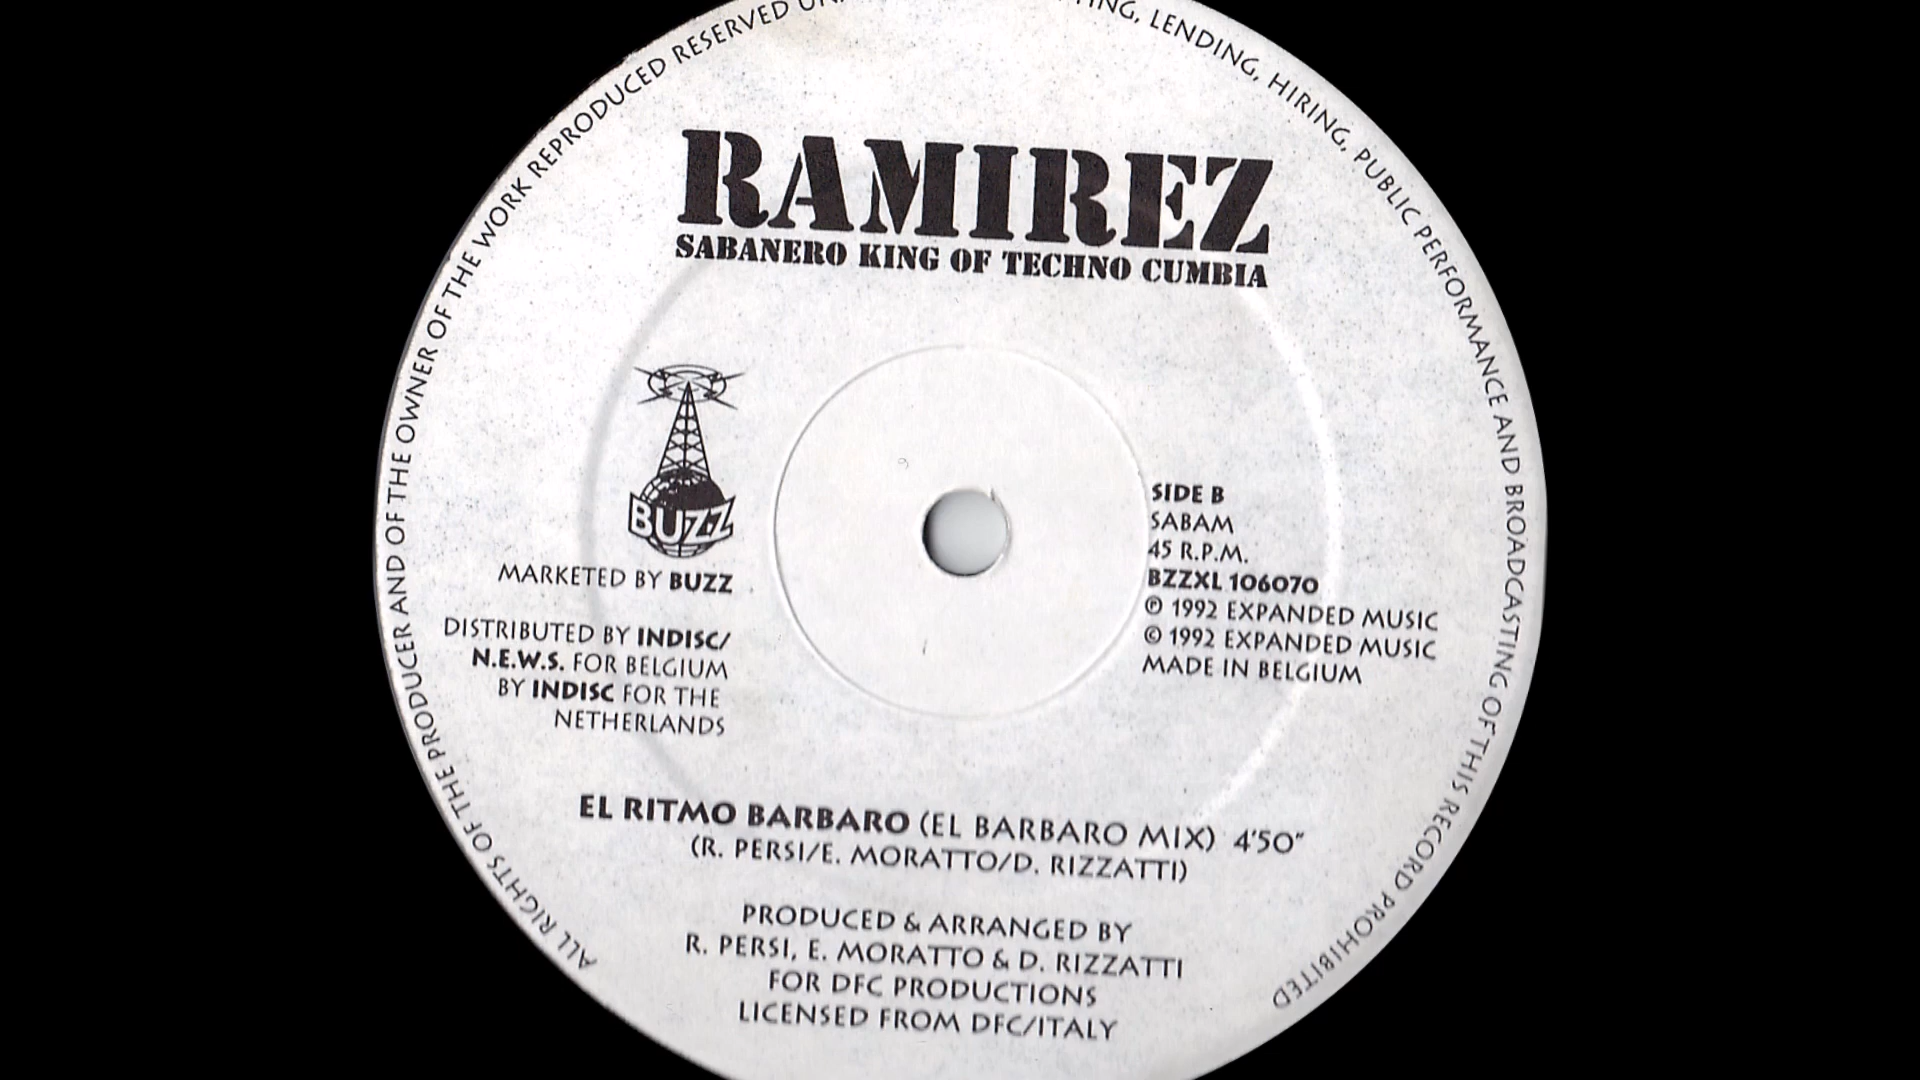 ALL RIGHTS OF THE PRODUCER AND OF THE OWNER OF THE WORK REPRODUCED RESERVED
LENDING, HIRING, PUBLIC PERFORMANCE AND BROADCASTING OF THIS RECORD PROHIBITED
RAMIREZ
SABANERO KING OF TECHNO CUMBIA
BUZZ
MARKETED BY BUZZ
DISTRIBUTED BY INDISC/
N.E.W.S. FOR BELGIUM
BY INDISC FOR THE
NETHERLANDS
SIDE B
SABAM
45 R.P.M.
BZZXL 106070
℗ 1992 EXPANDED MUSIC
© 1992 EXPANDED MUSIC
MADE IN BELGIUM
EL RITMO BARBARO (EL BARBARO MIX) 4'50"
(R. PERSI/E. MORATTO/D. RIZZATTI)
PRODUCED & ARRANGED BY
R. PERSI, E. MORATTO & D. RIZZATTI
FOR DFC PRODUCTIONS
LICENSED FROM DFC/ITALY